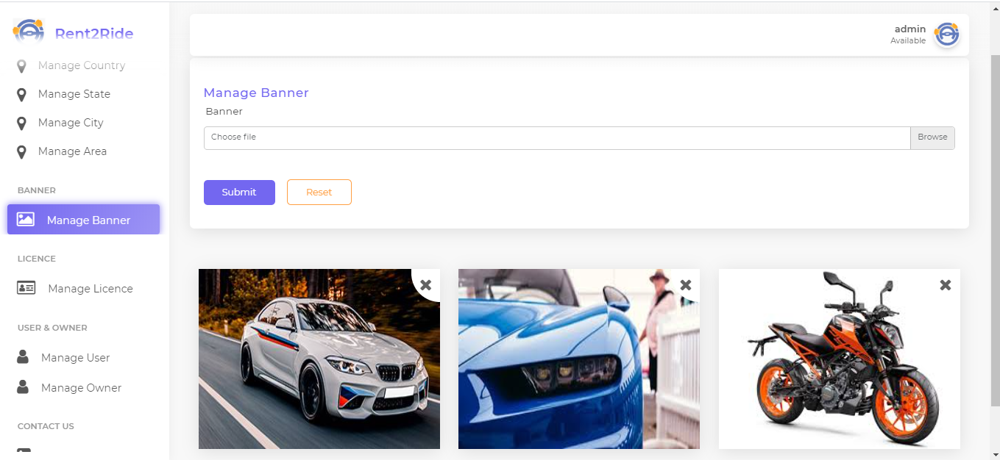 Rent2Ride
Manage Country
Manage State
Manage City
Manage Area
BANNER
Manage Banner
LICENCE
Manage Licence
USER & OWNER
Manage User
Manage Owner
CONTACT US
admin
Available
Manage Banner
Banner
Choose file
Browse
Submit
Reset